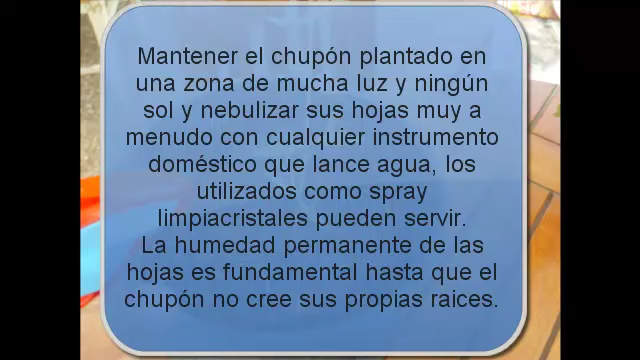 Mantener el chupón plantado en
una zona de mucha luz y ningún
sol y nebulizar sus hojas muy a
menudo con cualquier instrumento
doméstico que lance agua, los
utilizados como spray
limpiacristales pueden servir.
La humedad permanente de las
hojas es fundamental hasta que el
chupón no cree sus propias raices.